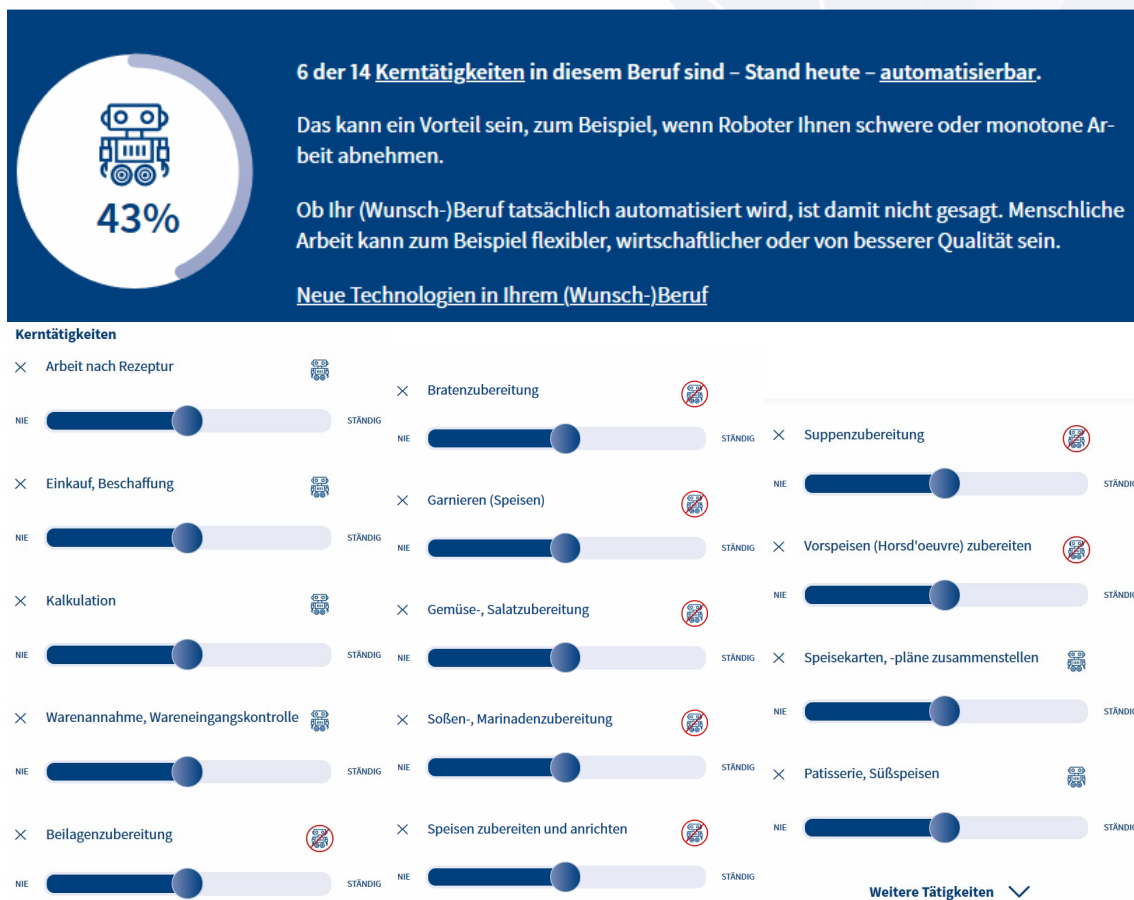 6 der 14 Kerntätigkeiten in diesem Beruf sind – Stand heute – automatisierbar.
Das kann ein Vorteil sein, zum Beispiel, wenn Roboter Ihnen schwere oder monotone Ar-
beit abnehmen.
43%
Ob Ihr (Wunsch-)Beruf tatsächlich automatisiert wird, ist damit nicht gesagt. Menschliche
Arbeit kann zum Beispiel flexibler, wirtschaftlicher oder von besserer Qualität sein.
Neue Technologien in Ihrem (Wunsch-)Beruf
Kerntätigkeiten
Arbeit nach Rezeptur
NIE STÄNDIG
Einkauf, Beschaffung
NIE STÄNDIG
Kalkulation
NIE STÄNDIG
Warenannahme, Wareneingangskontrolle
NIE STÄNDIG
Beilagenzubereitung
NIE STÄNDIG
Bratenzubereitung
NIE STÄNDIG
Garnieren (Speisen)
NIE STÄNDIG
Gemüse-, Salatzubereitung
NIE STÄNDIG
Soßen-, Marinadenzubereitung
NIE STÄNDIG
Speisen zubereiten und anrichten
NIE STÄNDIG
Suppenzubereitung
NIE STÄNDIG
Vorspeisen (Horsd'oeuvre) zubereiten
NIE STÄNDIG
Speisekarten, -pläne zusammenstellen
NIE STÄNDIG
Patisserie, Süßspeisen
NIE STÄNDIG
Weitere Tätigkeiten